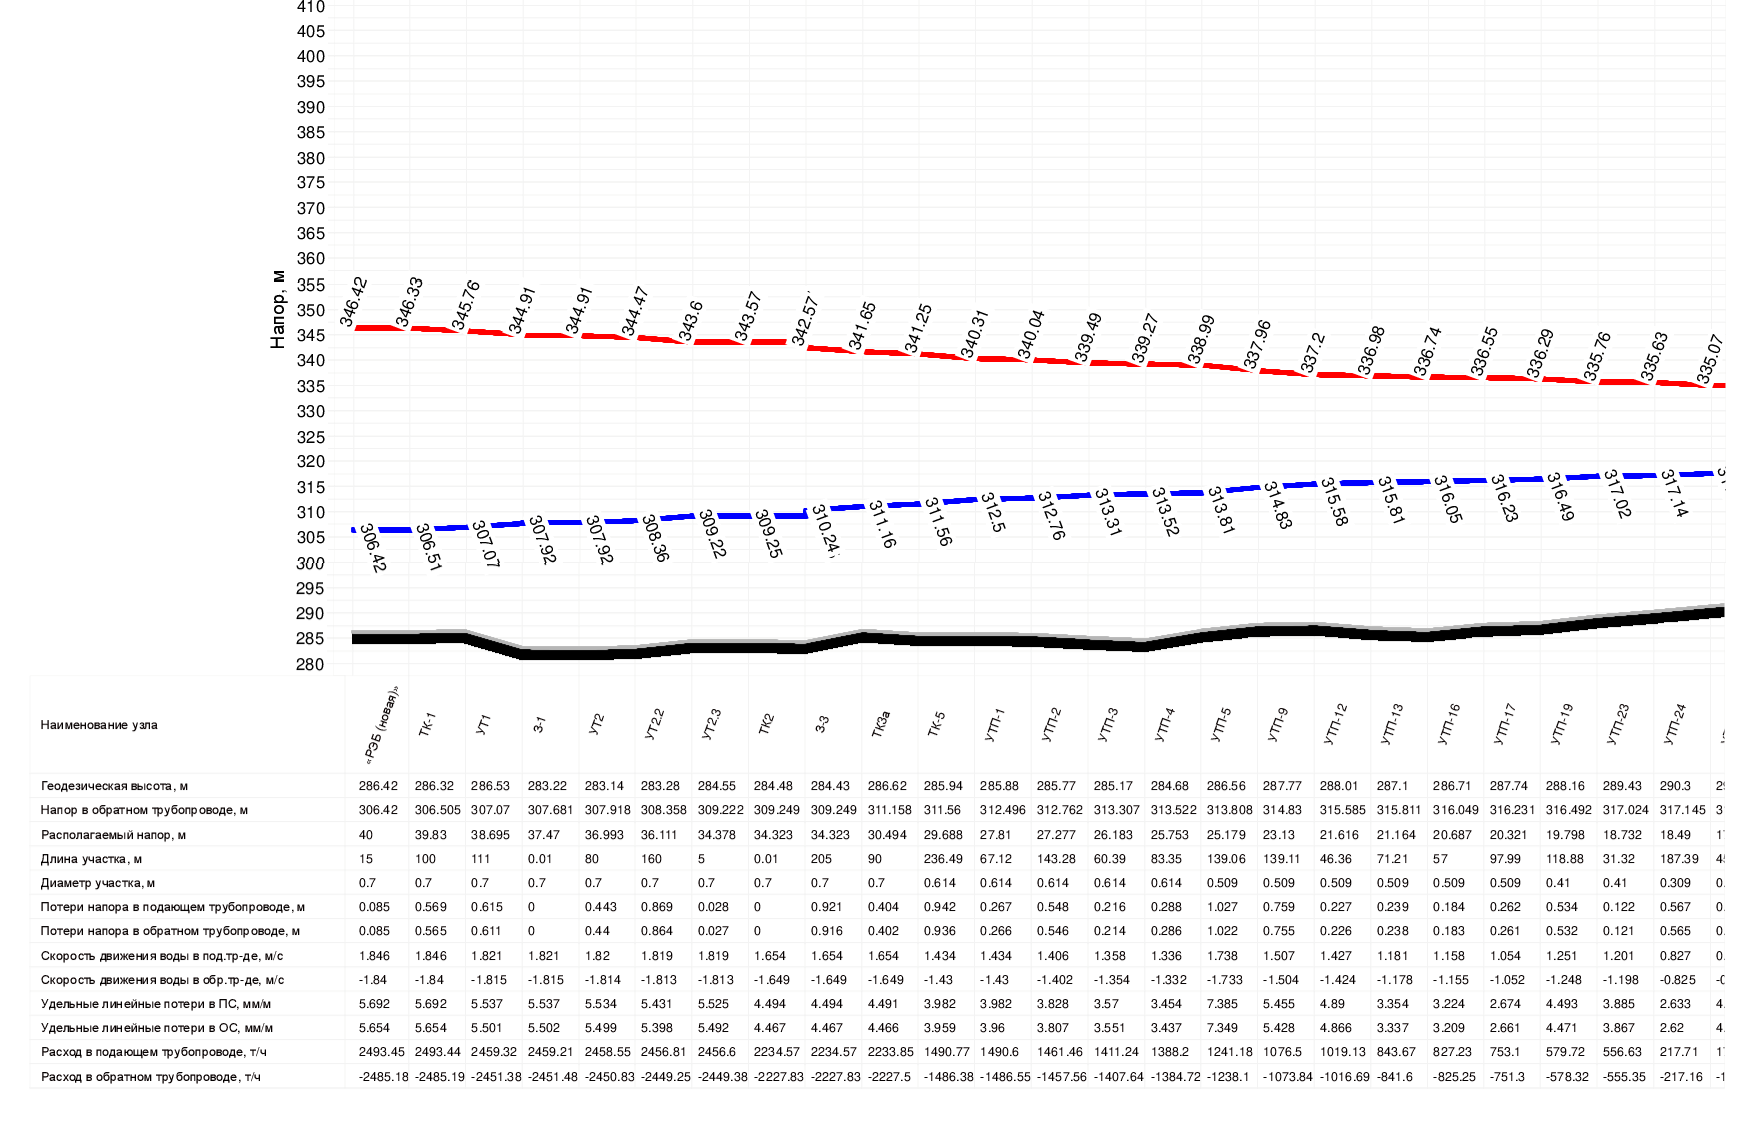 410
405
400
395
390
385
380
375
370
365
360
355
350
345
340
335
330
325
320
315
310
305
300
295
290
285
280
Напор, м
346.42 346.33 345.76 344.91 344.91 344.47 343.6 343.57 342.57 341.65 341.25 340.31 340.04 339.49 339.27 338.99 337.96 337.2 336.98 336.74 336.55 336.29 335.76 335.63 335.07
306.42 306.51 307.07 307.92 307.92 308.36 309.22 309.25 310.24 311.16 311.56 312.5 312.76 313.31 313.52 313.81 314.83 315.58 315.81 316.05 316.23 316.49 317.02 317.14
Наименование узла «РЭБ (новая)» ТК-1 УТ1 З-1 УТ2 УТ2.2 УТ2.3 ТК2 З-3 ТК3а ТК-5 УТП-1 УТП-2 УТП-3 УТП-4 УТП-5 УТП-9 УТП-12 УТП-13 УТП-16 УТП-17 УТП-19 УТП-23 УТП-24
Геодезическая высота, м 286.42 286.32 286.53 283.22 283.14 283.28 284.55 284.48 284.43 286.62 285.94 285.88 285.77 285.17 284.68 286.56 287.77 288.01 287.1 286.71 287.74 288.16 289.43 290.3
Напор в обратном трубопроводе, м 306.42 306.505 307.07 307.681 307.918 308.358 309.222 309.249 309.249 311.158 311.56 312.496 312.762 313.307 313.522 313.808 314.83 315.585 315.811 316.049 316.231 316.492 317.024 317.145
Располагаемый напор, м 40 39.83 38.695 37.47 36.993 36.111 34.378 34.323 34.323 30.494 29.688 27.81 27.277 26.183 25.753 25.179 23.13 21.616 21.164 20.687 20.321 19.798 18.732 18.49
Длина участка, м 15 100 111 0.01 80 160 5 0.01 205 90 236.49 67.12 143.28 60.39 83.35 139.06 139.11 46.36 71.21 57 97.99 118.88 31.32 187.39
Диаметр участка, м 0.7 0.7 0.7 0.7 0.7 0.7 0.7 0.7 0.7 0.7 0.614 0.614 0.614 0.614 0.614 0.509 0.509 0.509 0.509 0.509 0.509 0.41 0.41 0.309
Потери напора в подающем трубопроводе, м 0.085 0.569 0.615 0 0.443 0.869 0.028 0 0.921 0.404 0.942 0.267 0.548 0.216 0.288 1.027 0.759 0.227 0.239 0.184 0.262 0.534 0.122 0.567
Потери напора в обратном трубопроводе, м 0.085 0.565 0.611 0 0.44 0.864 0.027 0 0.916 0.402 0.936 0.266 0.546 0.214 0.286 1.022 0.755 0.226 0.238 0.183 0.261 0.532 0.121 0.565
Скорость движения воды в под.тр-де, м/с 1.846 1.846 1.821 1.821 1.82 1.819 1.819 1.654 1.654 1.654 1.434 1.434 1.406 1.358 1.336 1.738 1.507 1.427 1.181 1.158 1.054 1.251 1.201 0.827
Скорость движения воды в обр.тр-де, м/с -1.84 -1.84 -1.815 -1.815 -1.814 -1.813 -1.813 -1.649 -1.649 -1.649 -1.43 -1.43 -1.402 -1.354 -1.332 -1.733 -1.504 -1.424 -1.178 -1.155 -1.052 -1.248 -1.198 -0.825
Удельные линейные потери в ПС, мм/м 5.692 5.692 5.537 5.537 5.534 5.431 5.525 4.494 4.494 4.491 3.982 3.982 3.828 3.57 3.454 7.385 5.455 4.89 3.354 3.224 2.674 4.493 3.885 2.633
Удельные линейные потери в ОС, мм/м 5.654 5.654 5.501 5.502 5.499 5.398 5.492 4.467 4.467 4.466 3.959 3.96 3.807 3.551 3.437 7.349 5.428 4.866 3.337 3.209 2.661 4.471 3.867 2.62
Расход в подающем трубопроводе, т/ч 2493.45 2493.44 2459.32 2459.21 2458.55 2456.81 2456.6 2234.57 2234.57 2233.85 1490.77 1490.6 1461.46 1411.24 1388.2 1241.18 1076.5 1019.13 843.67 827.23 753.1 579.72 556.63 217.71
Расход в обратном трубопроводе, т/ч -2485.18 -2485.19 -2451.38 -2451.48 -2450.83 -2449.25 -2449.38 -2227.83 -2227.83 -2227.5 -1486.38 -1486.55 -1457.56 -1407.64 -1384.72 -1238.1 -1073.84 -1016.69 -841.6 -825.25 -751.3 -578.32 -555.35 -217.16